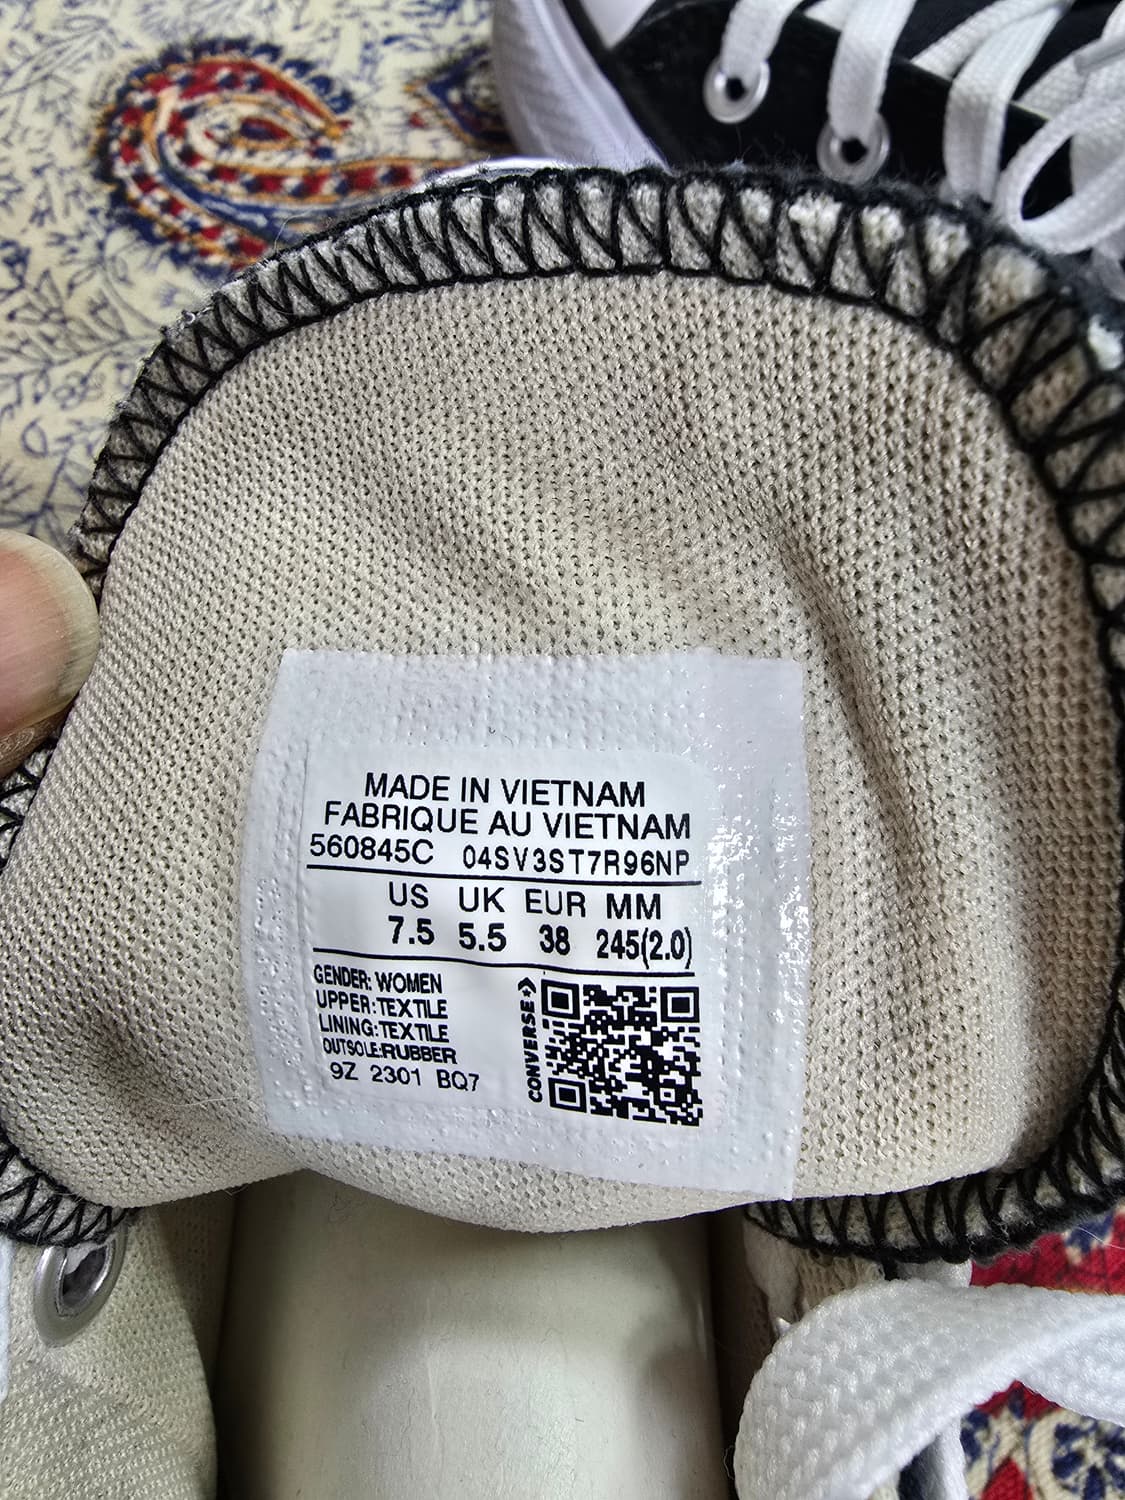 MADE IN VIETNAM
FABRIQUE AU VIETNAM
560845C 04SV3ST7R96NP
US UK EUR MM
7.5 5.5 38 245(2.0)
GENDER: WOMEN
UPPER:TEXTILE
LINING:TEXTILE
OUTSOLE:RUBBER
9Z 2301 BQ7
CONVERSE